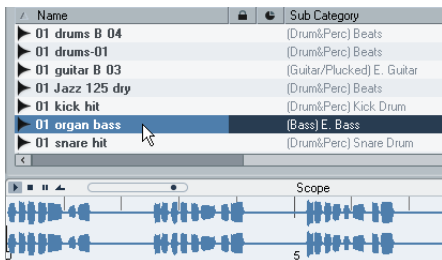 / Name Sub Category
01 drums B 04 (Drum&Perc) Beats
01 drums-01 (Drum&Perc) Beats
01 guitar B 03 (Guitar/Plucked) E. Guitar
01 Jazz 125 dry (Drum&Perc) Beats
01 kick hit (Drum&Perc) Kick Drum
01 organ bass (Bass) E. Bass
01 snare hit (Drum&Perc) Snare Drum
Scope
5